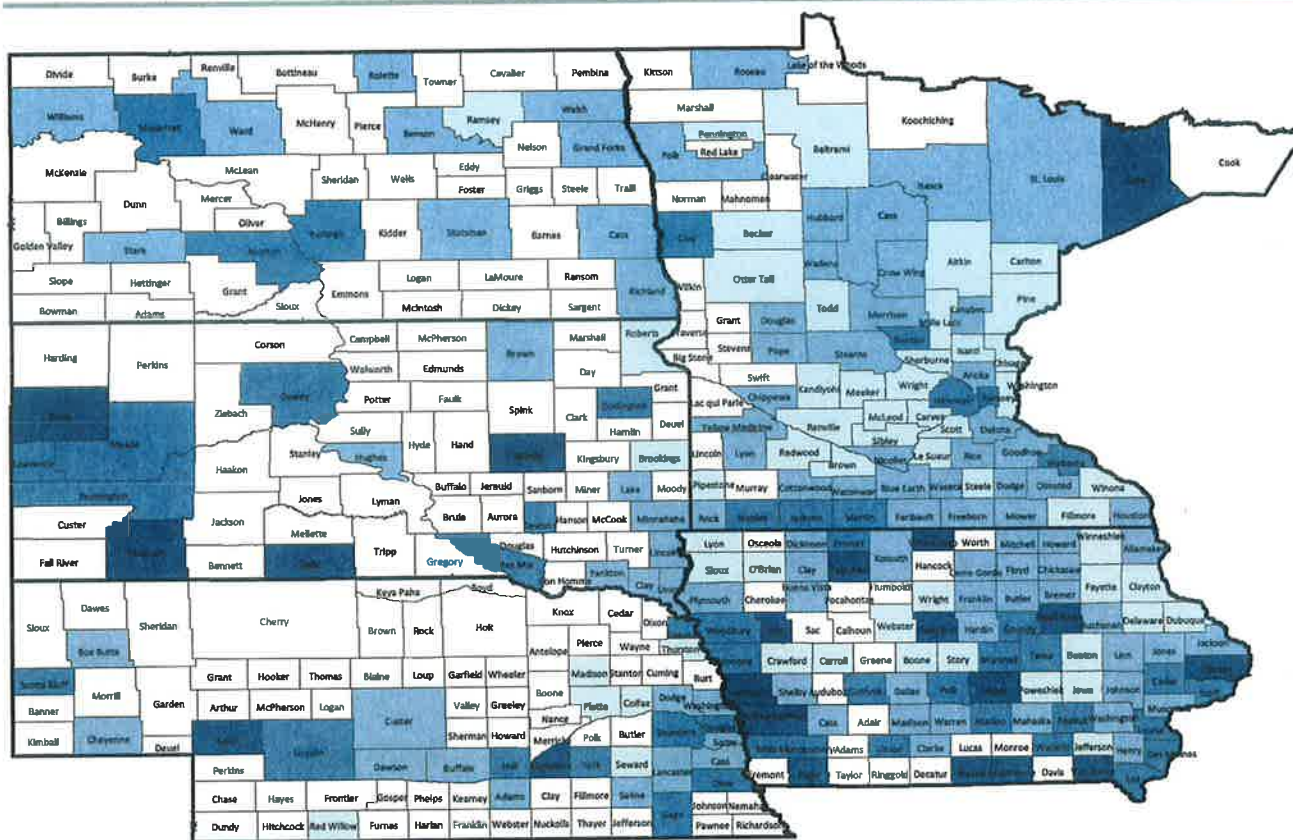 Divide
Burke
Renville
Bottineau
Rolette
Towner
Cavalier
Pembina
Williams
Ward
McHenry
Pierce
Benson
Ramsey
Walsh
Nelson
Grand Forks
McKenzie
McLean
Sheridan
Wells
Eddy
Foster
Griggs
Steele
Traill
Dunn
Mercer
Oliver
Billings
Golden Valley
Stark
Kidder
Stutsman
Barnes
Cass
Slope
Hettinger
Grant
Bowman
Adams
Sioux
Emmons
Logan
LaMoure
Ransom
McIntosh
Dickey
Sargent
Richland
Kittson
Roseau
Lake of the Woods
Marshall
Koochiching
Pennington
Polk
Red Lake
Beltrami
Clearwater
Itasca
St. Louis
Cook
Norman
Mahnomen
Hubbard
Cass
Clay
Becker
Wadena
Crow Wing
Aitkin
Carlton
Wilkin
Otter Tail
Todd
Morrison
Pine
Grant
Douglas
Stevens
Pope
Stearns
Big Stone
Sherburne
Isanti
Swift
Anoka
Washington
Lac qui Parle
Chippewa
Kandiyohi
Meeker
Wright
Yellow Medicine
Renville
McLeod
Carver
Scott
Dakota
Sibley
Lincoln
Lyon
Redwood
Nicollet
Le Sueur
Rice
Goodhue
Brown
Pipestone
Murray
Cottonwood
Watonwan
Blue Earth
Waseca
Steele
Dodge
Olmsted
Winona
Rock
Nobles
Jackson
Martin
Faribault
Freeborn
Mower
Fillmore
Houston
Harding
Perkins
Corson
Campbell
McPherson
Brown
Marshall
Roberts
Walworth
Edmunds
Day
Dewey
Potter
Faulk
Spink
Grant
Ziebach
Clark
Codington
Sully
Hyde
Hand
Hamlin
Deuel
Meade
Lawrence
Haakon
Stanley
Hughes
Kingsbury
Brookings
Pennington
Jones
Lyman
Buffalo
Jerauld
Sanborn
Miner
Lake
Moody
Custer
Jackson
Brule
Aurora
Hanson
McCook
Minnehaha
Fall River
Mellette
Bennett
Tripp
Gregory
Douglas
Hutchinson
Turner
Lincoln
Yankton
Clay
Sioux
Dawes
Sheridan
Cherry
Keya Paha
Boyd
Brown
Rock
Holt
Knox
Cedar
Dixon
Box Butte
Antelope
Pierce
Wayne
Thurston
Scotts Bluff
Morrill
Garden
Grant
Hooker
Thomas
Blaine
Loup
Garfield
Wheeler
Madison
Stanton
Cuming
Burt
Banner
Arthur
McPherson
Logan
Custer
Valley
Greeley
Boone
Platte
Colfax
Dodge
Washington
Kimball
Cheyenne
Deuel
Sherman
Howard
Nance
Merrick
Polk
Butler
Saunders
Perkins
Lincoln
Dawson
Buffalo
Hall
York
Seward
Lancaster
Cass
Chase
Hayes
Frontier
Gosper
Phelps
Kearney
Adams
Clay
Fillmore
Saline
Johnson
Nemaha
Dundy
Hitchcock
Red Willow
Furnas
Harlan
Franklin
Webster
Nuckolls
Thayer
Jefferson
Gage
Pawnee
Richardson
Lyon
Osceola
Dickinson
Worth
Mitchell
Howard
Winneshiek
Allamakee
Sioux
O'Brien
Clay
Kossuth
Hancock
Cerro Gordo
Floyd
Chickasaw
Plymouth
Cherokee
Buena Vista
Pocahontas
Humboldt
Wright
Franklin
Butler
Bremer
Fayette
Clayton
Sac
Calhoun
Webster
Hardin
Delaware
Dubuque
Crawford
Carroll
Greene
Boone
Story
Benton
Linn
Jones
Jackson
Shelby
Audubon
Guthrie
Dallas
Polk
Poweshiek
Iowa
Johnson
Cedar
Cass
Adair
Madison
Warren
Marion
Mahaska
Washington
Adams
Union
Clarke
Lucas
Monroe
Jefferson
Henry
Des Moines
Fremont
Taylor
Ringgold
Decatur
Davis
Lee